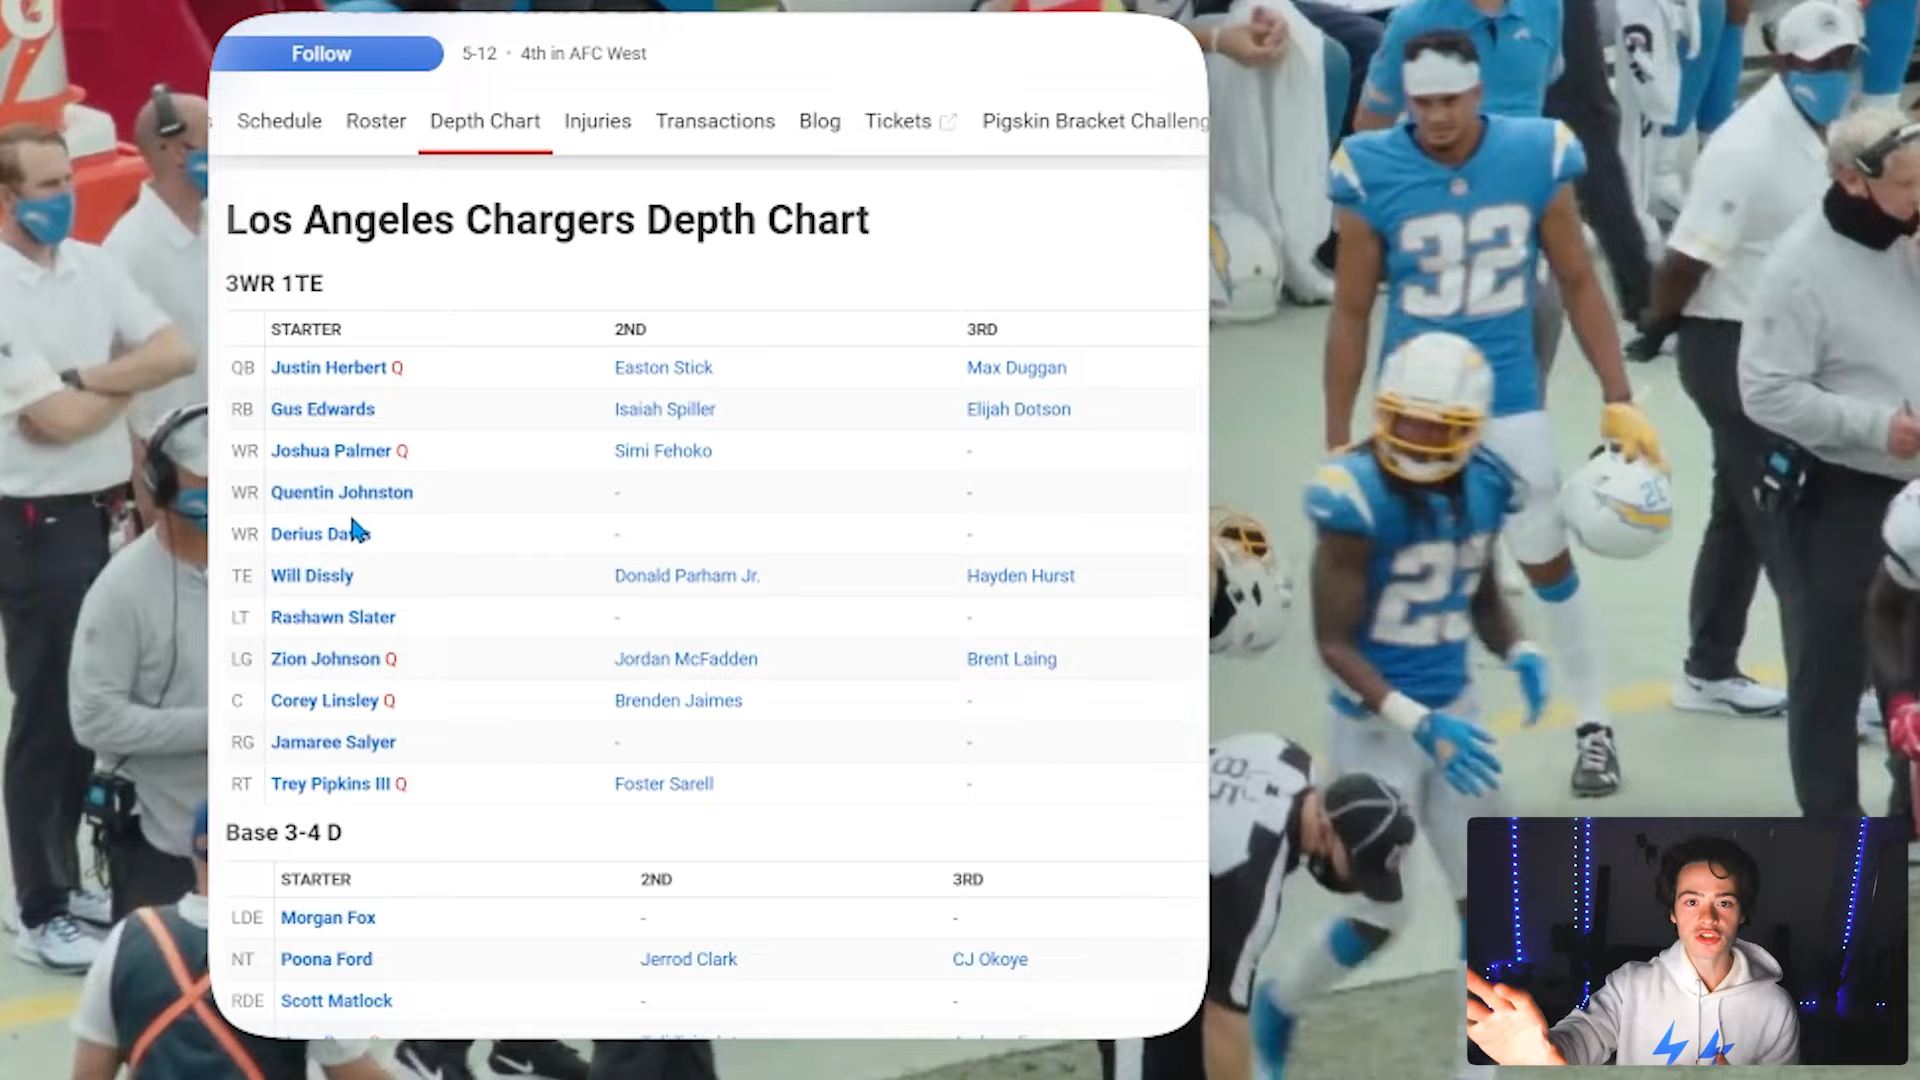 Follow 5-12 • 4th in AFC West
Schedule Roster Depth Chart Injuries Transactions Blog Tickets Pigskin Bracket Challeng
Los Angeles Chargers Depth Chart
3WR 1TE
STARTER 2ND 3RD
QB Justin Herbert Q Easton Stick Max Duggan
RB Gus Edwards Isaiah Spiller Elijah Dotson
WR Joshua Palmer Q Simi Fehoko -
WR Quentin Johnston - -
WR Derius Da - -
TE Will Dissly Donald Parham Jr. Hayden Hurst
LT Rashawn Slater - -
LG Zion Johnson Q Jordan McFadden Brent Laing
C Corey Linsley Q Brenden Jaimes -
RG Jamaree Salyer - -
RT Trey Pipkins III Q Foster Sarell -
Base 3-4 D
STARTER 2ND 3RD
LDE Morgan Fox - -
NT Poona Ford Jerrod Clark CJ Okoye
RDE Scott Matlock - -
32